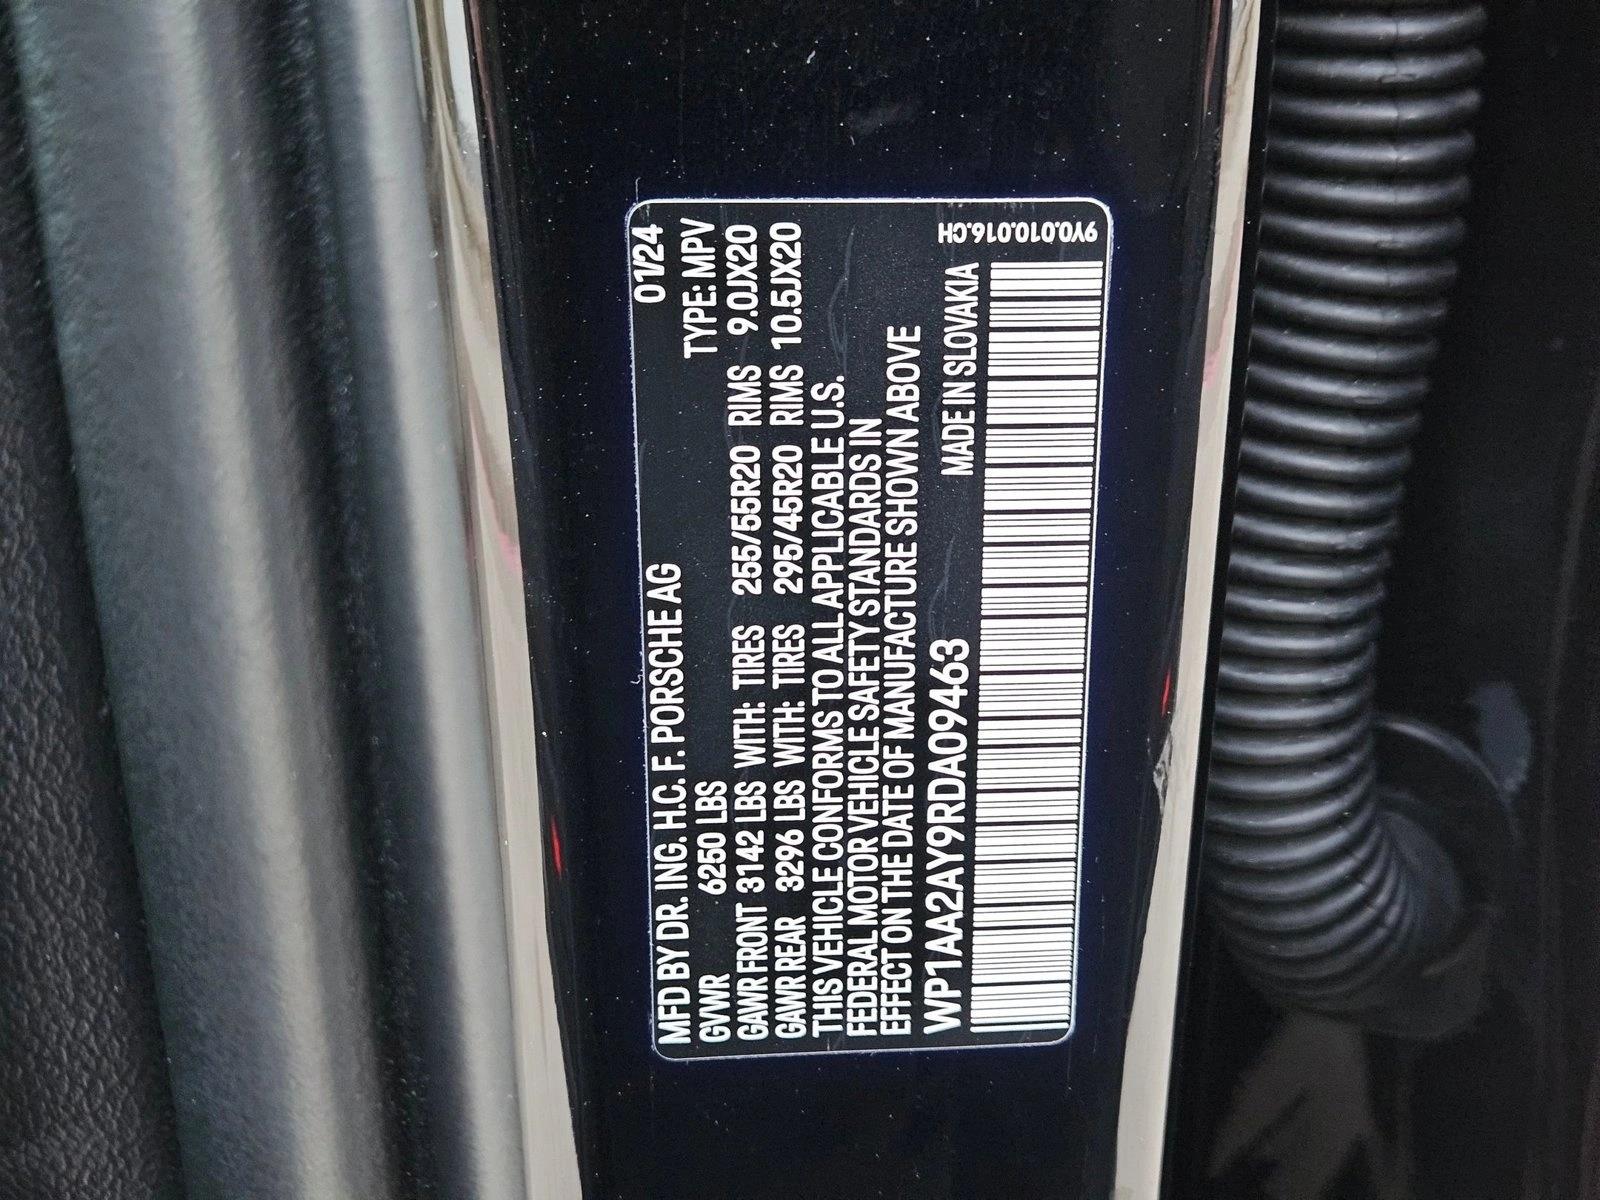 MFD BY DR. ING. H.C. F. PORSCHE AG 01/24
GVWR 6250 LBS TYPE: MPV
GAWR FRONT 3142 LBS WITH: TIRES 255/55R20 RIMS 9.0JX20
GAWR REAR 3296 LBS WITH: TIRES 295/45R20 RIMS 10.5JX20
THIS VEHICLE CONFORMS TO ALL APPLICABLE U.S.
FEDERAL MOTOR VEHICLE SAFETY STANDARDS IN
EFFECT ON THE DATE OF MANUFACTURE SHOWN ABOVE
WP1AA2AY9RDA09463 MADE IN SLOVAKIA
9Y0.010.016.CH